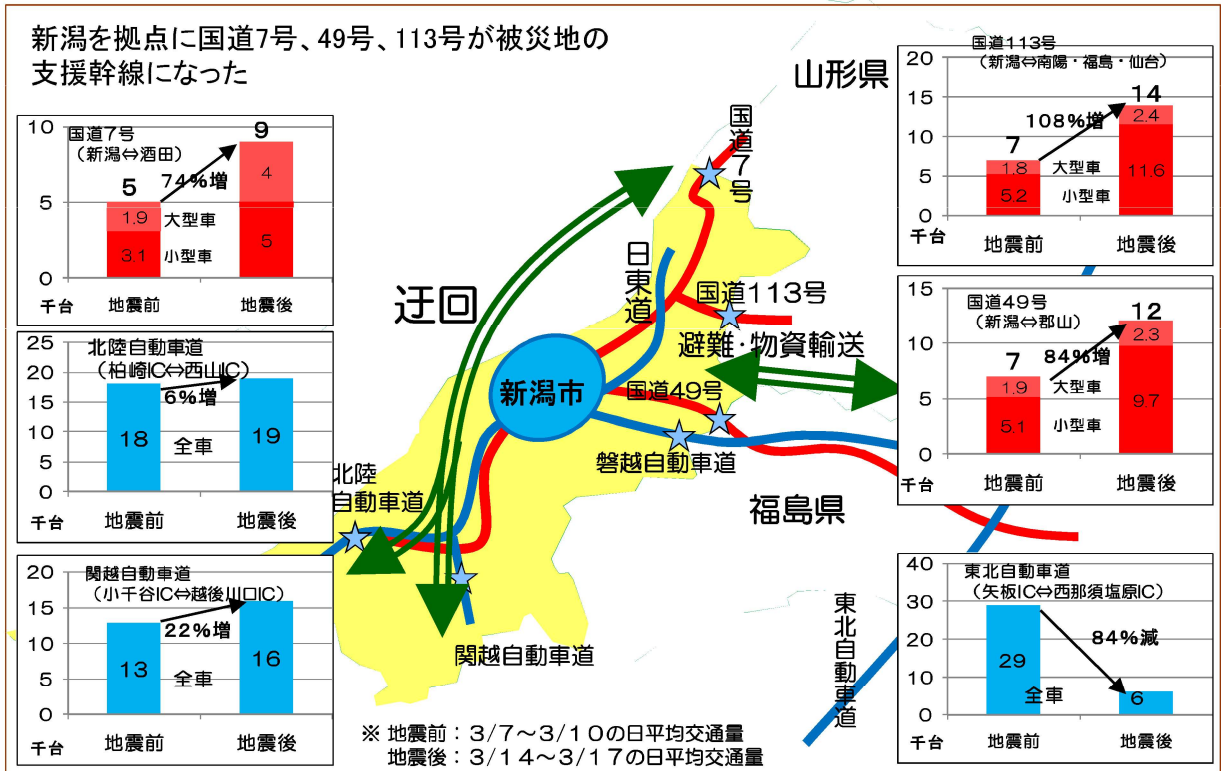 新潟を拠点に国道7号、49号、113号が被災地の
支援幹線になった
国道7号
（新潟⇔酒田）
10
5
0
5
9
74%増
1.9
大型車
3.1
小型車
4
5
千台
地震前
地震後
北陸自動車道
（柏崎IC⇔西山IC）
25
20
15
10
5
0
6%増
18
全車
19
千台
地震前
地震後
関越自動車道
（小千谷IC⇔越後川口IC）
20
15
10
5
0
22%増
13
全車
16
千台
地震前
地震後
山形県
国道7号
日東道
迂回
国道113号
避難・物資輸送
新潟市
国道49号
磐越自動車道
北陸
自動車道
福島県
関越自動車道
東北自動車道
※ 地震前：3/7～3/10の日平均交通量
地震後：3/14～3/17の日平均交通量
国道113号
（新潟⇔南陽・福島・仙台）
20
15
10
5
0
7
14
108%増
1.8
大型車
5.2
小型車
2.4
11.6
千台
地震前
地震後
国道49号
（新潟⇔郡山）
15
10
5
0
7
12
84%増
1.9
大型車
5.1
小型車
2.3
9.7
千台
地震前
地震後
東北自動車道
（矢板IC⇔西那須塩原IC）
40
30
20
10
0
84%減
29
全車
6
千台
地震前
地震後